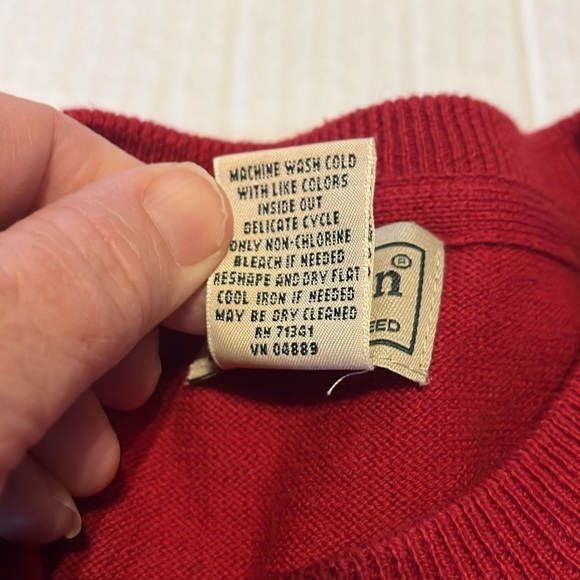 MACHINE WASH COLD
WITH LIKE COLORS
INSIDE OUT
DELICATE CYCLE
ONLY NON-CHLORINE
BLEACH IF NEEDED
RESHAPE AND DRY FLAT
COOL IRON IF NEEDED
MAY BE DRY CLEANED
RN 71341
VN 04889
n®
EED